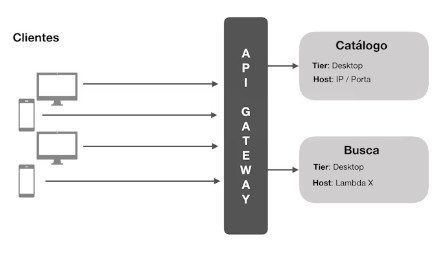 Clientes
API GATEWAY
Catálogo
Tier: Desktop
Host: IP / Porta
Busca
Tier: Desktop
Host: Lambda X